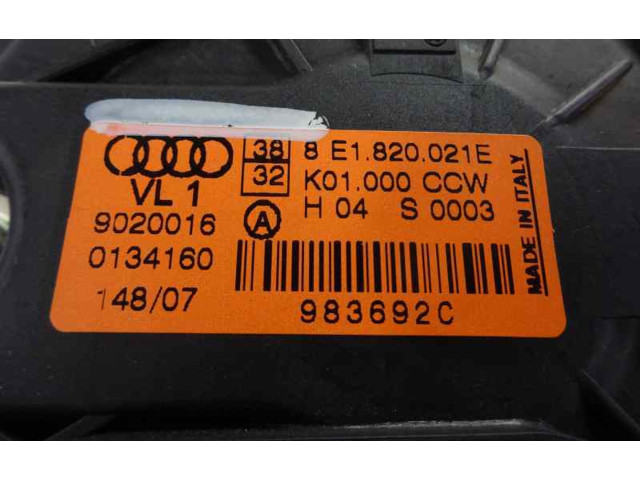 38 8 E1.820.021E
VL 1 32 K01.000 CCW
9020016 A H 04 S 0003
0134160
148/07 983692C
MADE IN ITALY